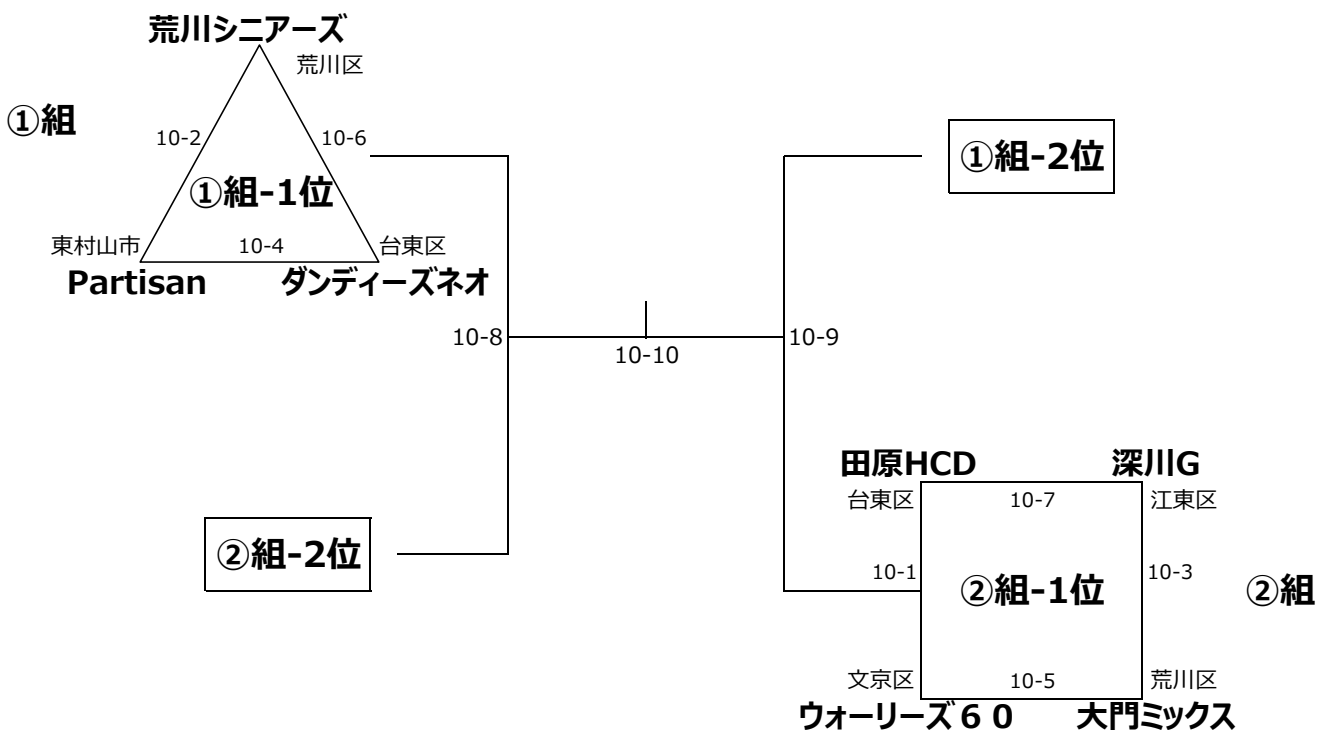 荒川シニアーズ
荒川区
①組
10-2
10-6
①組-1位
東村山市
10-4
台東区
Partisan
ダンディーズネオ
①組-2位
10-8
10-10
10-9
②組-2位
田原HCD
深川G
台東区
10-7
江東区
10-1
②組-1位
10-3
②組
文京区
10-5
荒川区
ウォーリーズ６０
大門ミックス